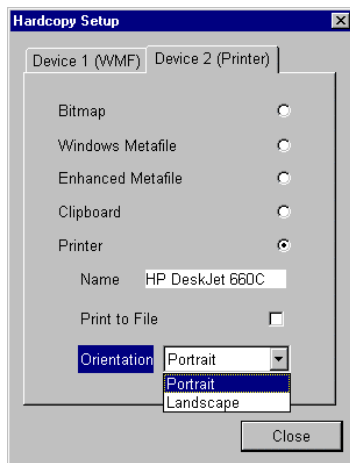 Hardcopy Setup
Device 1 (WMF) Device 2 (Printer)
Bitmap
Windows Metafile
Enhanced Metafile
Clipboard
Printer
Name HP DeskJet 660C
Print to File
Orientation Portrait
Portrait
Landscape
Close